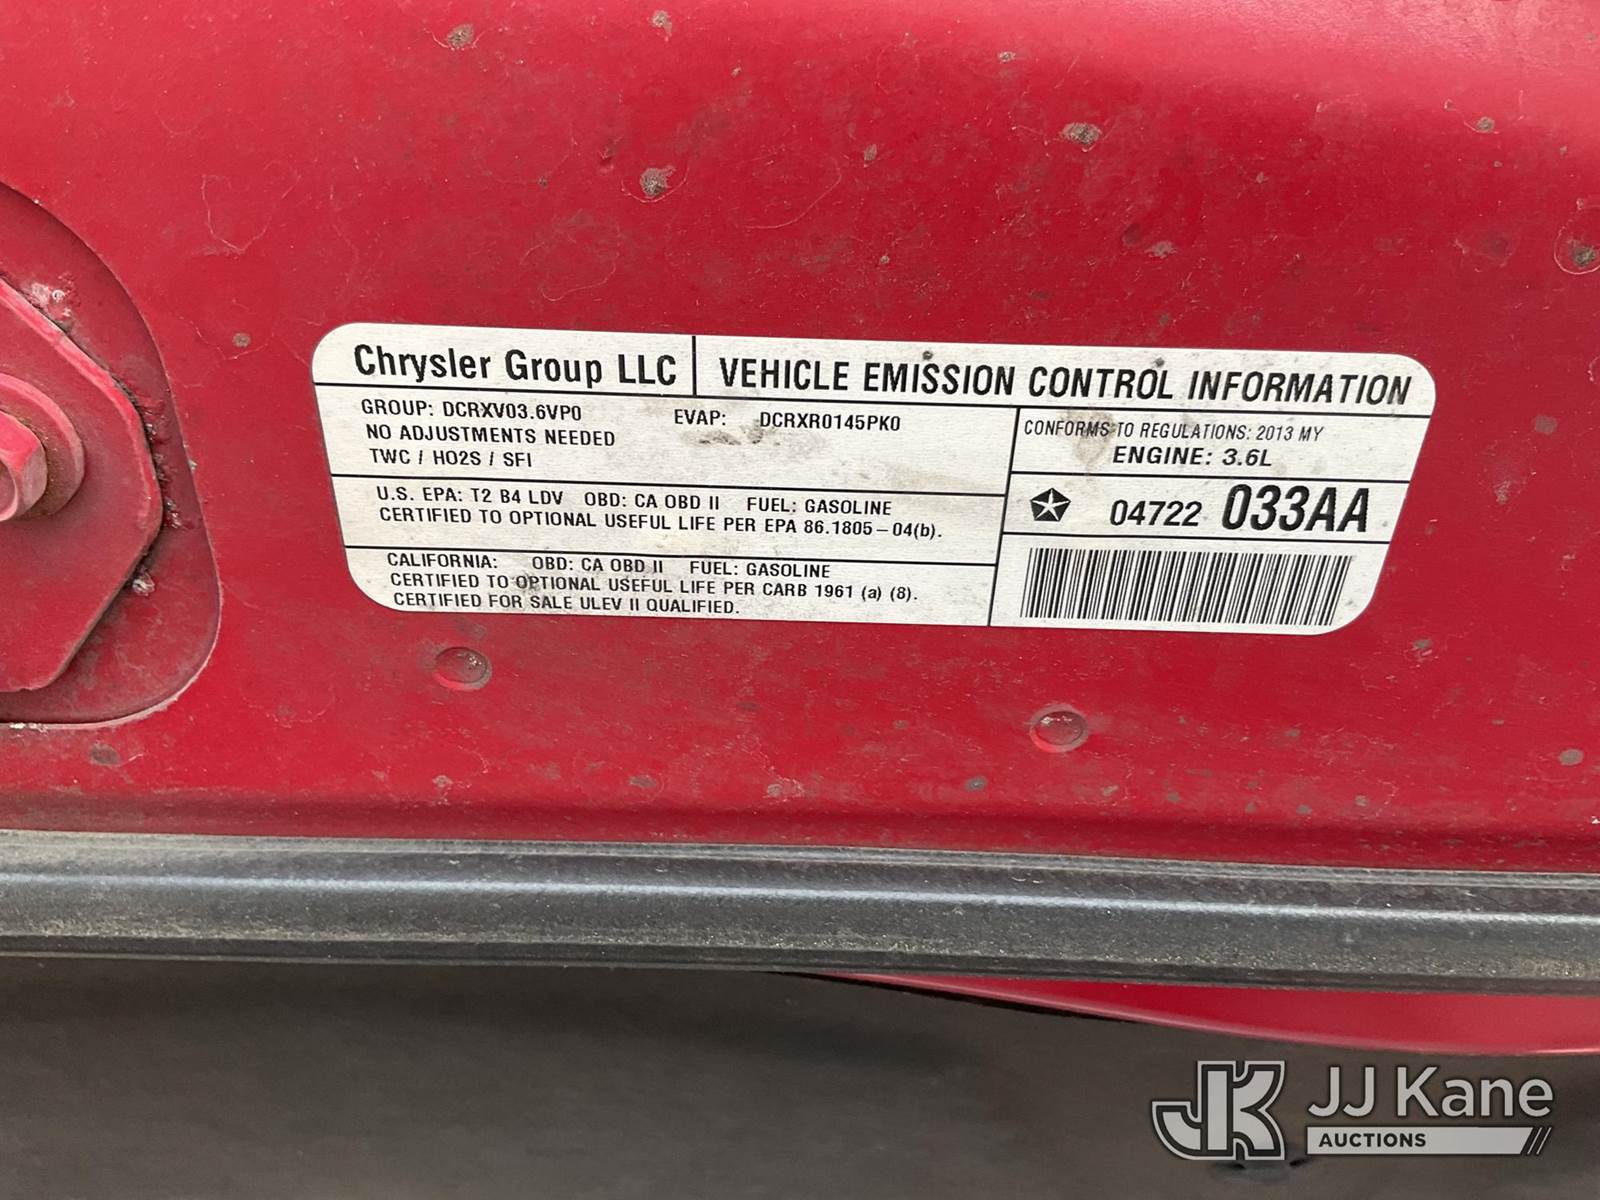 Chrysler Group LLC
VEHICLE EMISSION CONTROL INFORMATION
GROUP: DCRXV03.6VP0 EVAP: DCRXR0145PK0
NO ADJUSTMENTS NEEDED
TWC / HO2S / SFI
CONFORMS TO REGULATIONS: 2013 MY
ENGINE: 3.6L
U.S. EPA: T2 B4 LDV OBD: CA OBD II FUEL: GASOLINE
CERTIFIED TO OPTIONAL USEFUL LIFE PER EPA 86.1805-04(b).
04722 033AA
CALIFORNIA: OBD: CA OBD II FUEL: GASOLINE
CERTIFIED TO OPTIONAL USEFUL LIFE PER CARB 1961 (a) (8).
CERTIFIED FOR SALE ULEV II QUALIFIED.
JK JJ Kane
AUCTIONS